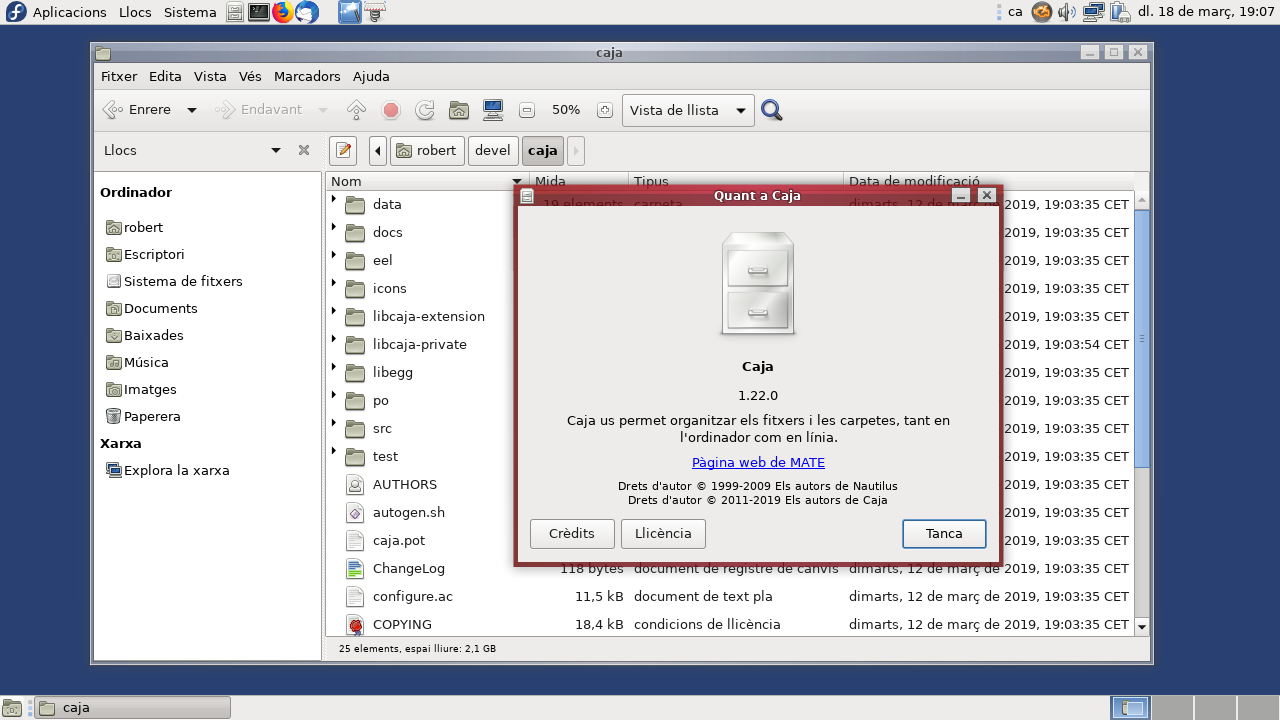 Aplicacions Llocs Sistema ca dl. 18 de març, 19:07
caja
Fitxer Edita Vista Vés Marcadors Ajuda
Enrere Endavant 50% Vista de llista
Llocs robert devel caja
Ordinador
robert
Escriptori
Sistema de fitxers
Documents
Baixades
Música
Imatges
Paperera
Xarxa
Explora la xarxa
Nom Mida Tipus Data de modificació
data 19 elements carpeta dimarts, 12 de març de 2019, 19:03:35 CET
docs 2019, 19:03:35 CET
eel 2019, 19:03:35 CET
icons 2019, 19:03:35 CET
libcaja-extension 2019, 19:03:35 CET
libcaja-private 2019, 19:03:54 CET
libegg 2019, 19:03:35 CET
po 2019, 19:03:35 CET
src 2019, 19:03:35 CET
test 2019, 19:03:35 CET
AUTHORS 2019, 19:03:35 CET
autogen.sh 2019, 19:03:35 CET
caja.pot 2019, 19:03:35 CET
ChangeLog 118 bytes document de registre de canvis dimarts, 12 de març de 2019, 19:03:35 CET
configure.ac 11,5 kB document de text pla dimarts, 12 de març de 2019, 19:03:35 CET
COPYING 18,4 kB condicions de llicència dimarts, 12 de març de 2019, 19:03:35 CET
25 elements, espai lliure: 2,1 GB
Quant a Caja
Caja
1.22.0
Caja us permet organitzar els fitxers i les carpetes, tant en
l'ordinador com en línia.
Pàgina web de MATE
Drets d'autor © 1999-2009 Els autors de Nautilus
Drets d'autor © 2011-2019 Els autors de Caja
Crèdits Llicència Tanca
caja